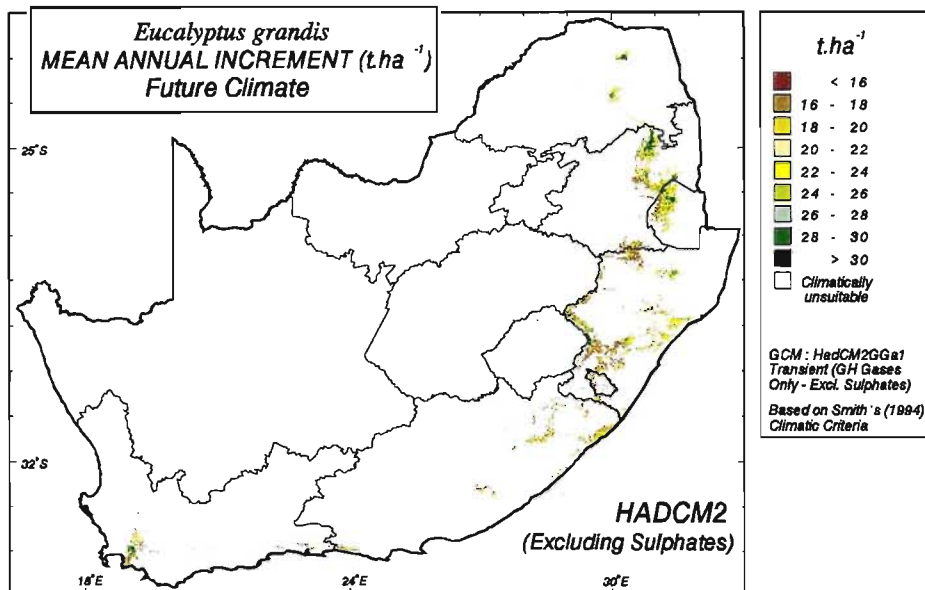 Eucalyptus grandis
MEAN ANNUAL INCREMENT (t.ha ⁻¹)
Future Climate
25°S
32°S
18°E
24°E
30°E
HADCM2
(Excluding Sulphates)
t.ha ⁻¹
< 16
16 - 18
18 - 20
20 - 22
22 - 24
24 - 26
26 - 28
28 - 30
> 30
Climatically
unsuitable
GCM : HadCM2GGa1
Transient (GH Gases
Only - Excl. Sulphates)
Based on Smith's (1994)
Climatic Criteria